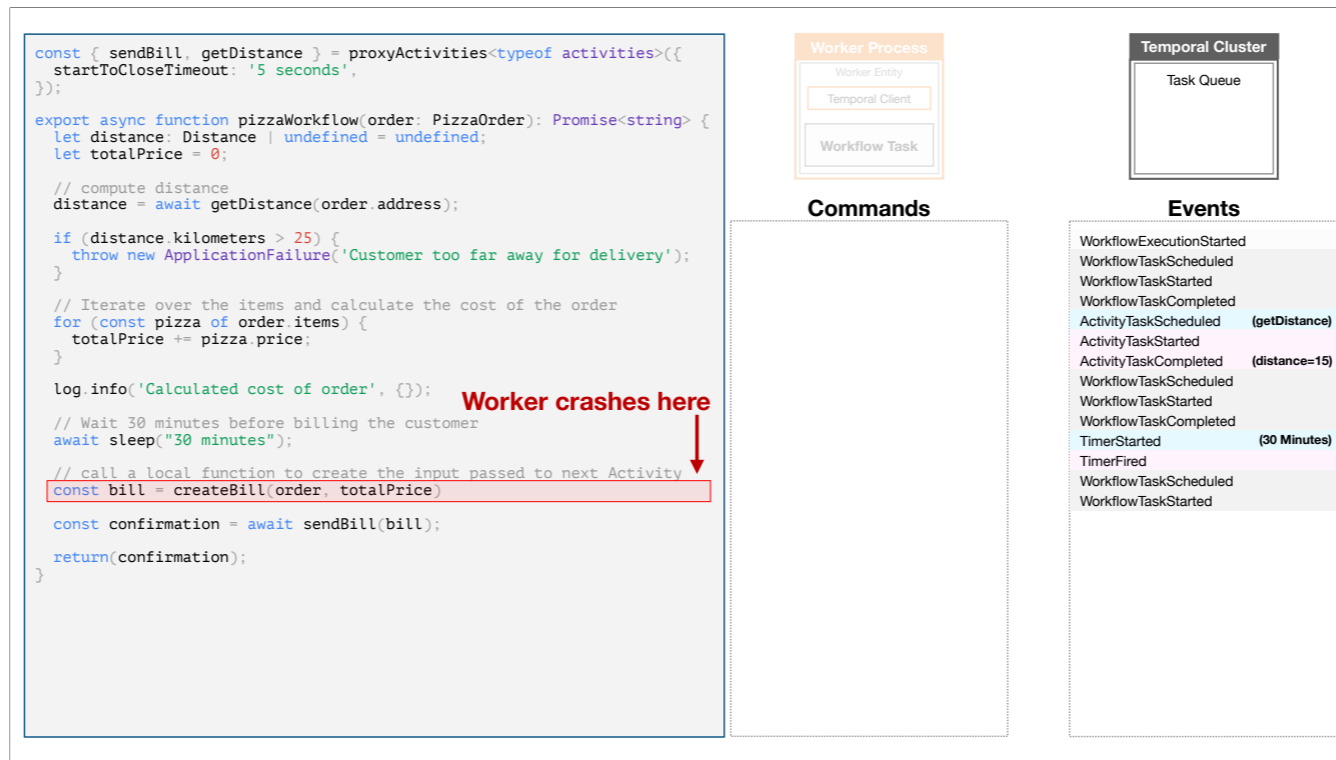 const { sendBill, getDistance } = proxyActivities<typeof activities>({
  startToCloseTimeout: '5 seconds',
});
export async function pizzaWorkflow(order: PizzaOrder): Promise<string> {
  let distance: Distance | undefined = undefined;
  let totalPrice = 0;
  // compute distance
  distance = await getDistance(order.address);
  if (distance.kilometers > 25) {
    throw new ApplicationFailure('Customer too far away for delivery');
  }
  // Iterate over the items and calculate the cost of the order
  for (const pizza of order.items) {
    totalPrice += pizza.price;
  }
  log.info('Calculated cost of order', {});
Worker crashes here
  // Wait 30 minutes before billing the customer
  await sleep("30 minutes");
  // call a local function to create the input passed to next Activity
  const bill = createBill(order, totalPrice)
  const confirmation = await sendBill(bill);
  return(confirmation);
}
Worker Process
Worker Entity
Temporal Client
Workflow Task
Temporal Cluster
Task Queue
Commands
Events
WorkflowExecutionStarted
WorkflowTaskScheduled
WorkflowTaskStarted
WorkflowTaskCompleted
ActivityTaskScheduled (getDistance)
ActivityTaskStarted
ActivityTaskCompleted (distance=15)
WorkflowTaskScheduled
WorkflowTaskStarted
WorkflowTaskCompleted
TimerStarted (30 Minutes)
TimerFired
WorkflowTaskScheduled
WorkflowTaskStarted